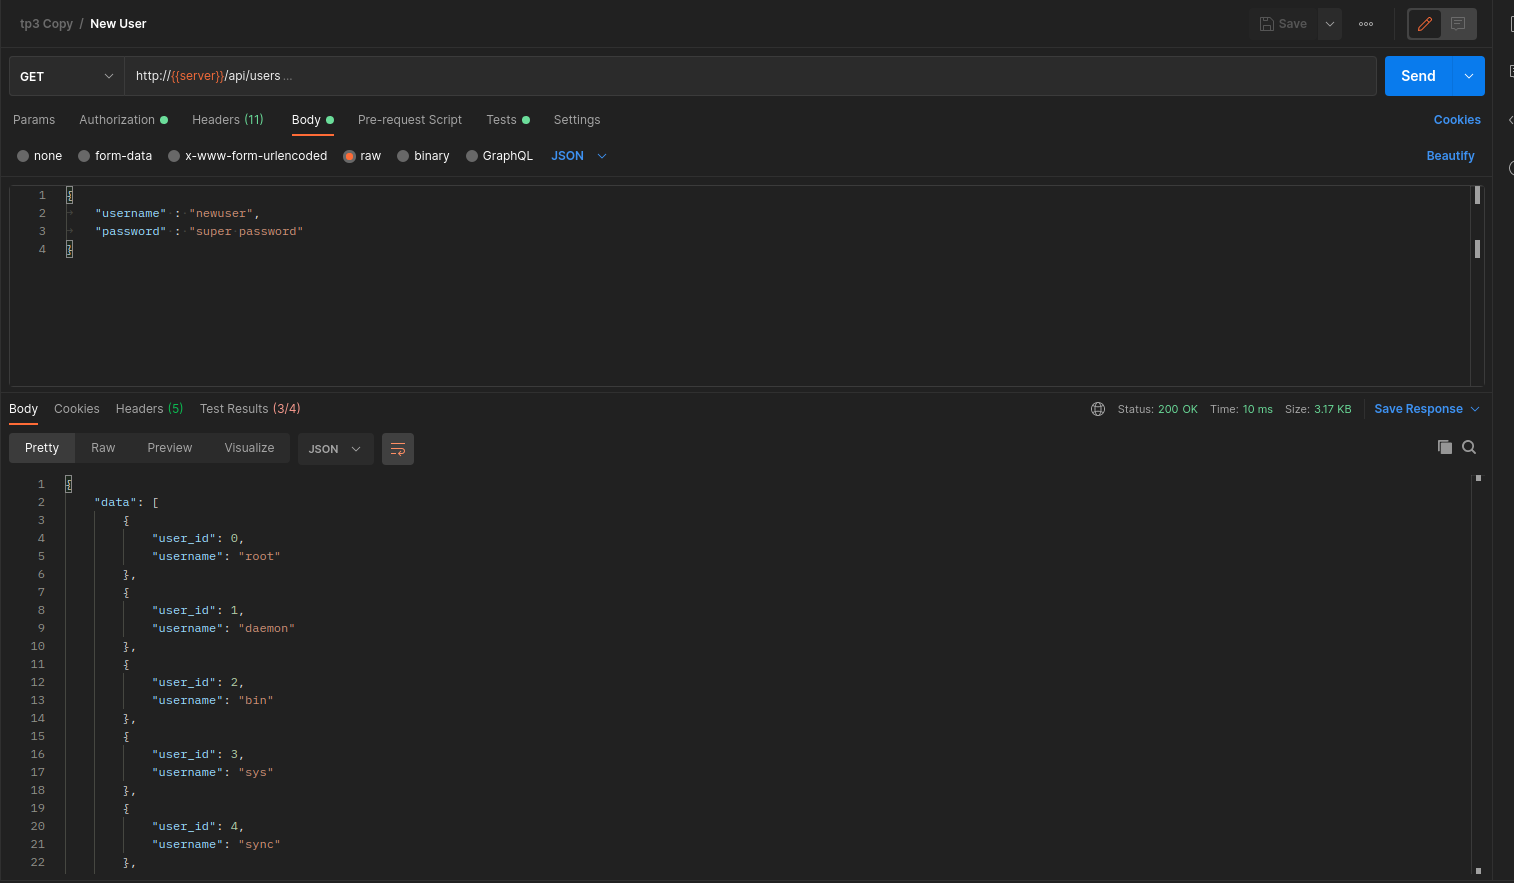 tp3 Copy / New User
Save
GET http://{{server}}/api/users ...
Send
Params Authorization Headers (11) Body Pre-request Script Tests Settings Cookies
none form-data x-www-form-urlencoded raw binary GraphQL JSON Beautify
1 {
2 "username" : "newuser",
3 "password" : "super password"
4 }
Body Cookies Headers (5) Test Results (3/4) Status: 200 OK Time: 10 ms Size: 3.17 KB Save Response
Pretty Raw Preview Visualize JSON
1 {
2 "data": [
3 {
4 "user_id": 0,
5 "username": "root"
6 },
7 {
8 "user_id": 1,
9 "username": "daemon"
10 },
11 {
12 "user_id": 2,
13 "username": "bin"
14 },
15 {
16 "user_id": 3,
17 "username": "sys"
18 },
19 {
20 "user_id": 4,
21 "username": "sync"
22 },